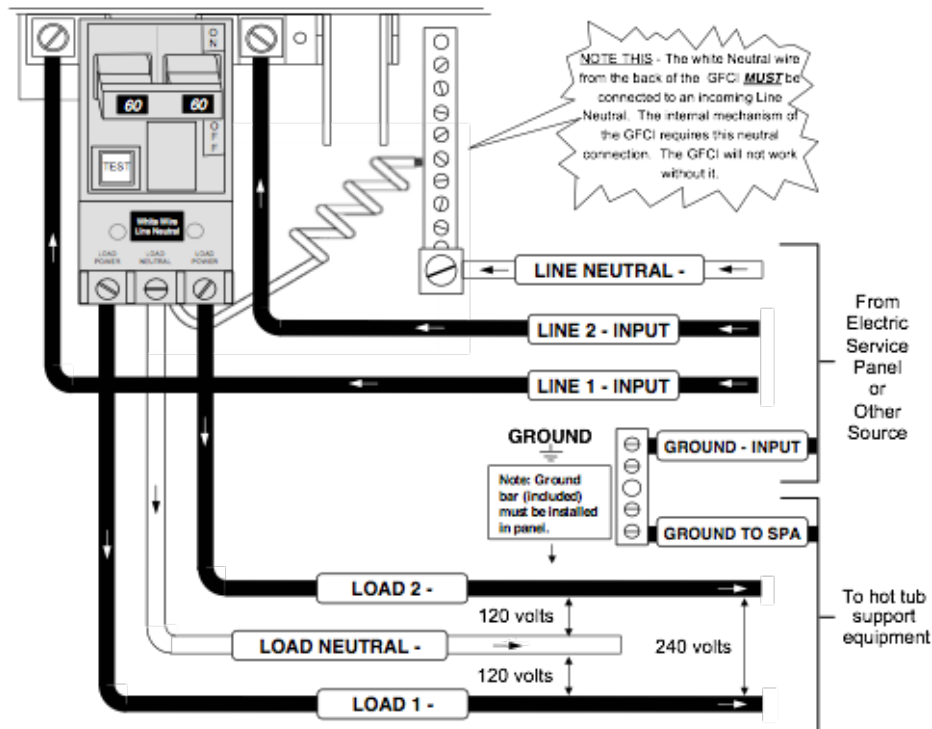 ON
OFF
60
60
TEST
White Wire
Line Neutral
LOAD
POWER
LOAD
NEUTRAL
LOAD
POWER
NOTE THIS - The white Neutral wire
from the back of the GFCI MUST be
connected to an incoming Line
Neutral. The internal mechanism of
the GFCI requires this neutral
connection. The GFCI will not work
without it.
LINE NEUTRAL -
LINE 2 - INPUT
LINE 1 - INPUT
From
Electric
Service
Panel
or
Other
Source
GROUND
Note: Ground
bar (included)
must be installed
in panel.
GROUND - INPUT
GROUND TO SPA
LOAD 2 -
120 volts
LOAD NEUTRAL -
240 volts
120 volts
LOAD 1 -
To hot tub
support
equipment